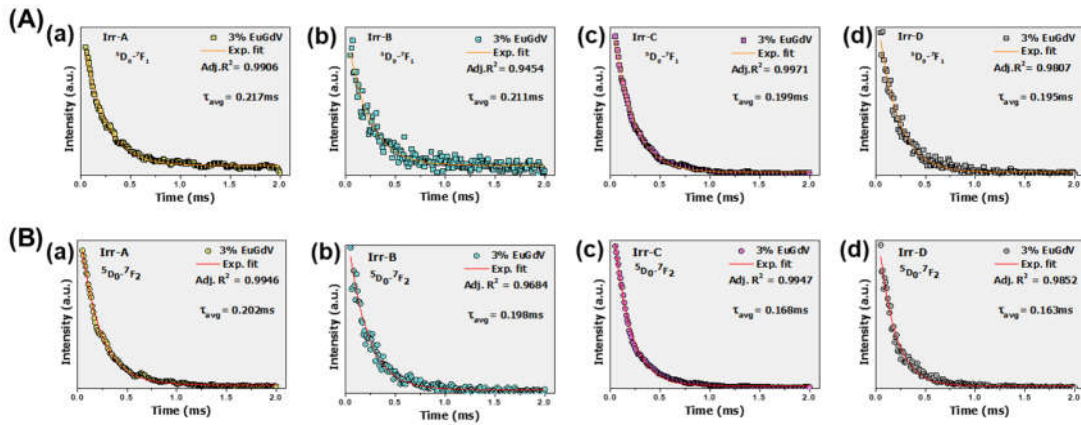 (A)
(a)
Irr-A
3% EuGdV
Exp. fit
⁵D₀-⁷F₁
Adj.R² = 0.9906
τavg = 0.217ms
Intensity (a.u.)
0.0 0.5 1.0 1.5 2.0
Time (ms)
(b)
Irr-B
3% EuGdV
Exp. fit
⁵D₀-⁷F₁
Adj.R² = 0.9454
τavg = 0.211ms
Intensity (a.u.)
0.0 0.5 1.0 1.5 2.0
Time (ms)
(c)
Irr-C
3% EuGdV
Exp. fit
⁵D₀-⁷F₁
Adj.R² = 0.9971
τavg = 0.199ms
Intensity (a.u.)
0.0 0.5 1.0 1.5 2.0
Time (ms)
(d)
Irr-D
3% EuGdV
Exp. fit
⁵D₀-⁷F₁
Adj.R² = 0.9807
τavg = 0.195ms
Intensity (a.u.)
0.0 0.5 1.0 1.5 2.0
Time (ms)
(B)
(a)
Irr-A
3% EuGdV
Exp. fit
⁵D₀-⁷F₂
Adj. R² = 0.9946
τavg = 0.202ms
Intensity (a.u.)
0.0 0.5 1.0 1.5 2.0
Time (ms)
(b)
Irr-B
3% EuGdV
Exp. fit
⁵D₀-⁷F₂
Adj. R² = 0.9684
τavg = 0.198ms
Intensity (a.u.)
0.0 0.5 1.0 1.5 2.0
Time (ms)
(c)
Irr-C
3% EuGdV
Exp. fit
⁵D₀-⁷F₂
Adj. R² = 0.9947
τavg = 0.168ms
Intensity (a.u.)
0.0 0.5 1.0 1.5 2.0
Time (ms)
(d)
Irr-D
3% EuGdV
Exp. fit
⁵D₀-⁷F₂
Adj. R² = 0.9852
τavg = 0.163ms
Intensity (a.u.)
0.0 0.5 1.0 1.5 2.0
Time (ms)